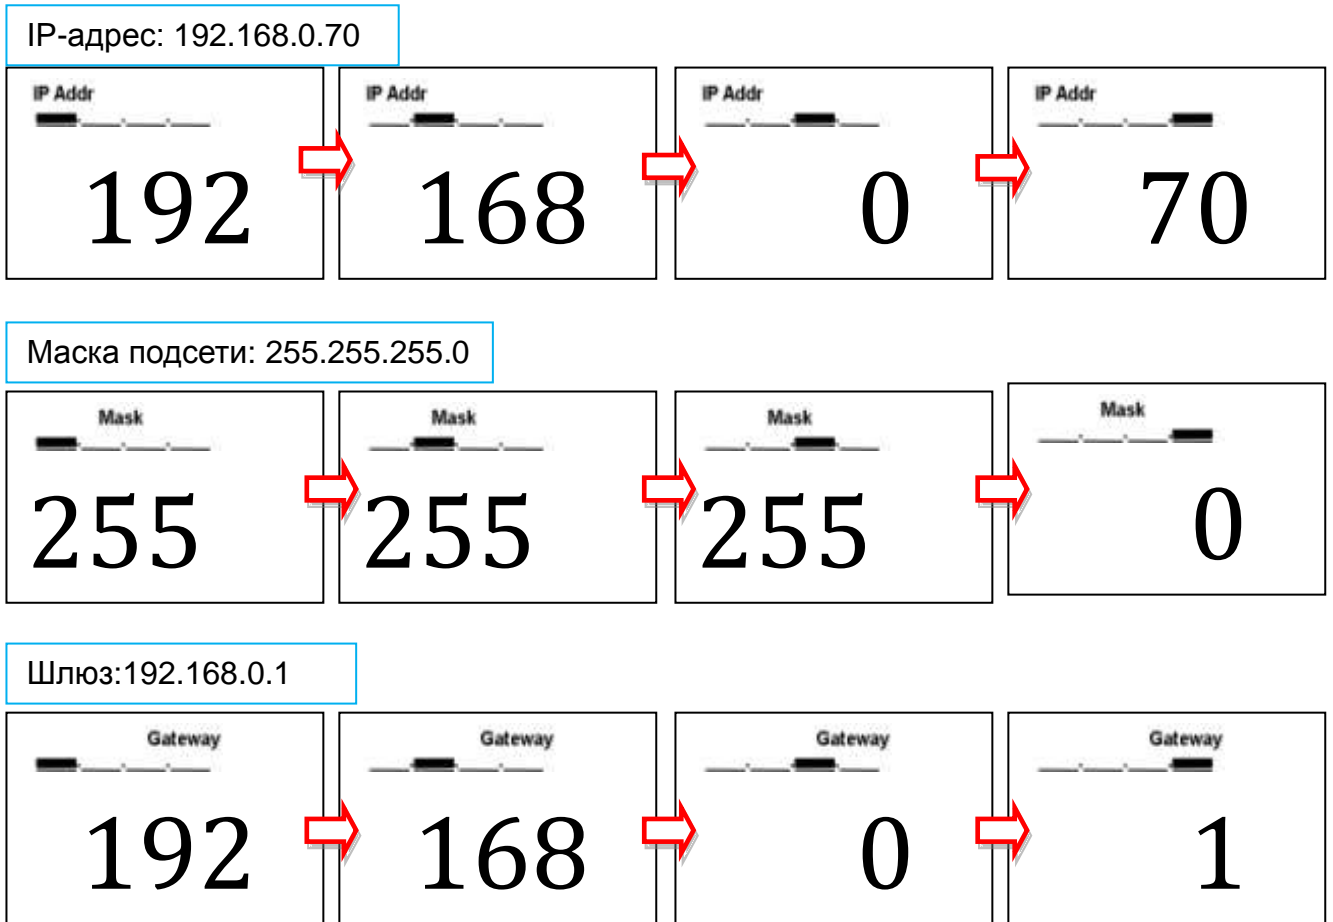 IP-адрес: 192.168.0.70
IP Addr IP Addr IP Addr IP Addr
192 168 0 70
Маска подсети: 255.255.255.0
Mask Mask Mask Mask
255 255 255 0
Шлюз:192.168.0.1
Gateway Gateway Gateway Gateway
192 168 0 1